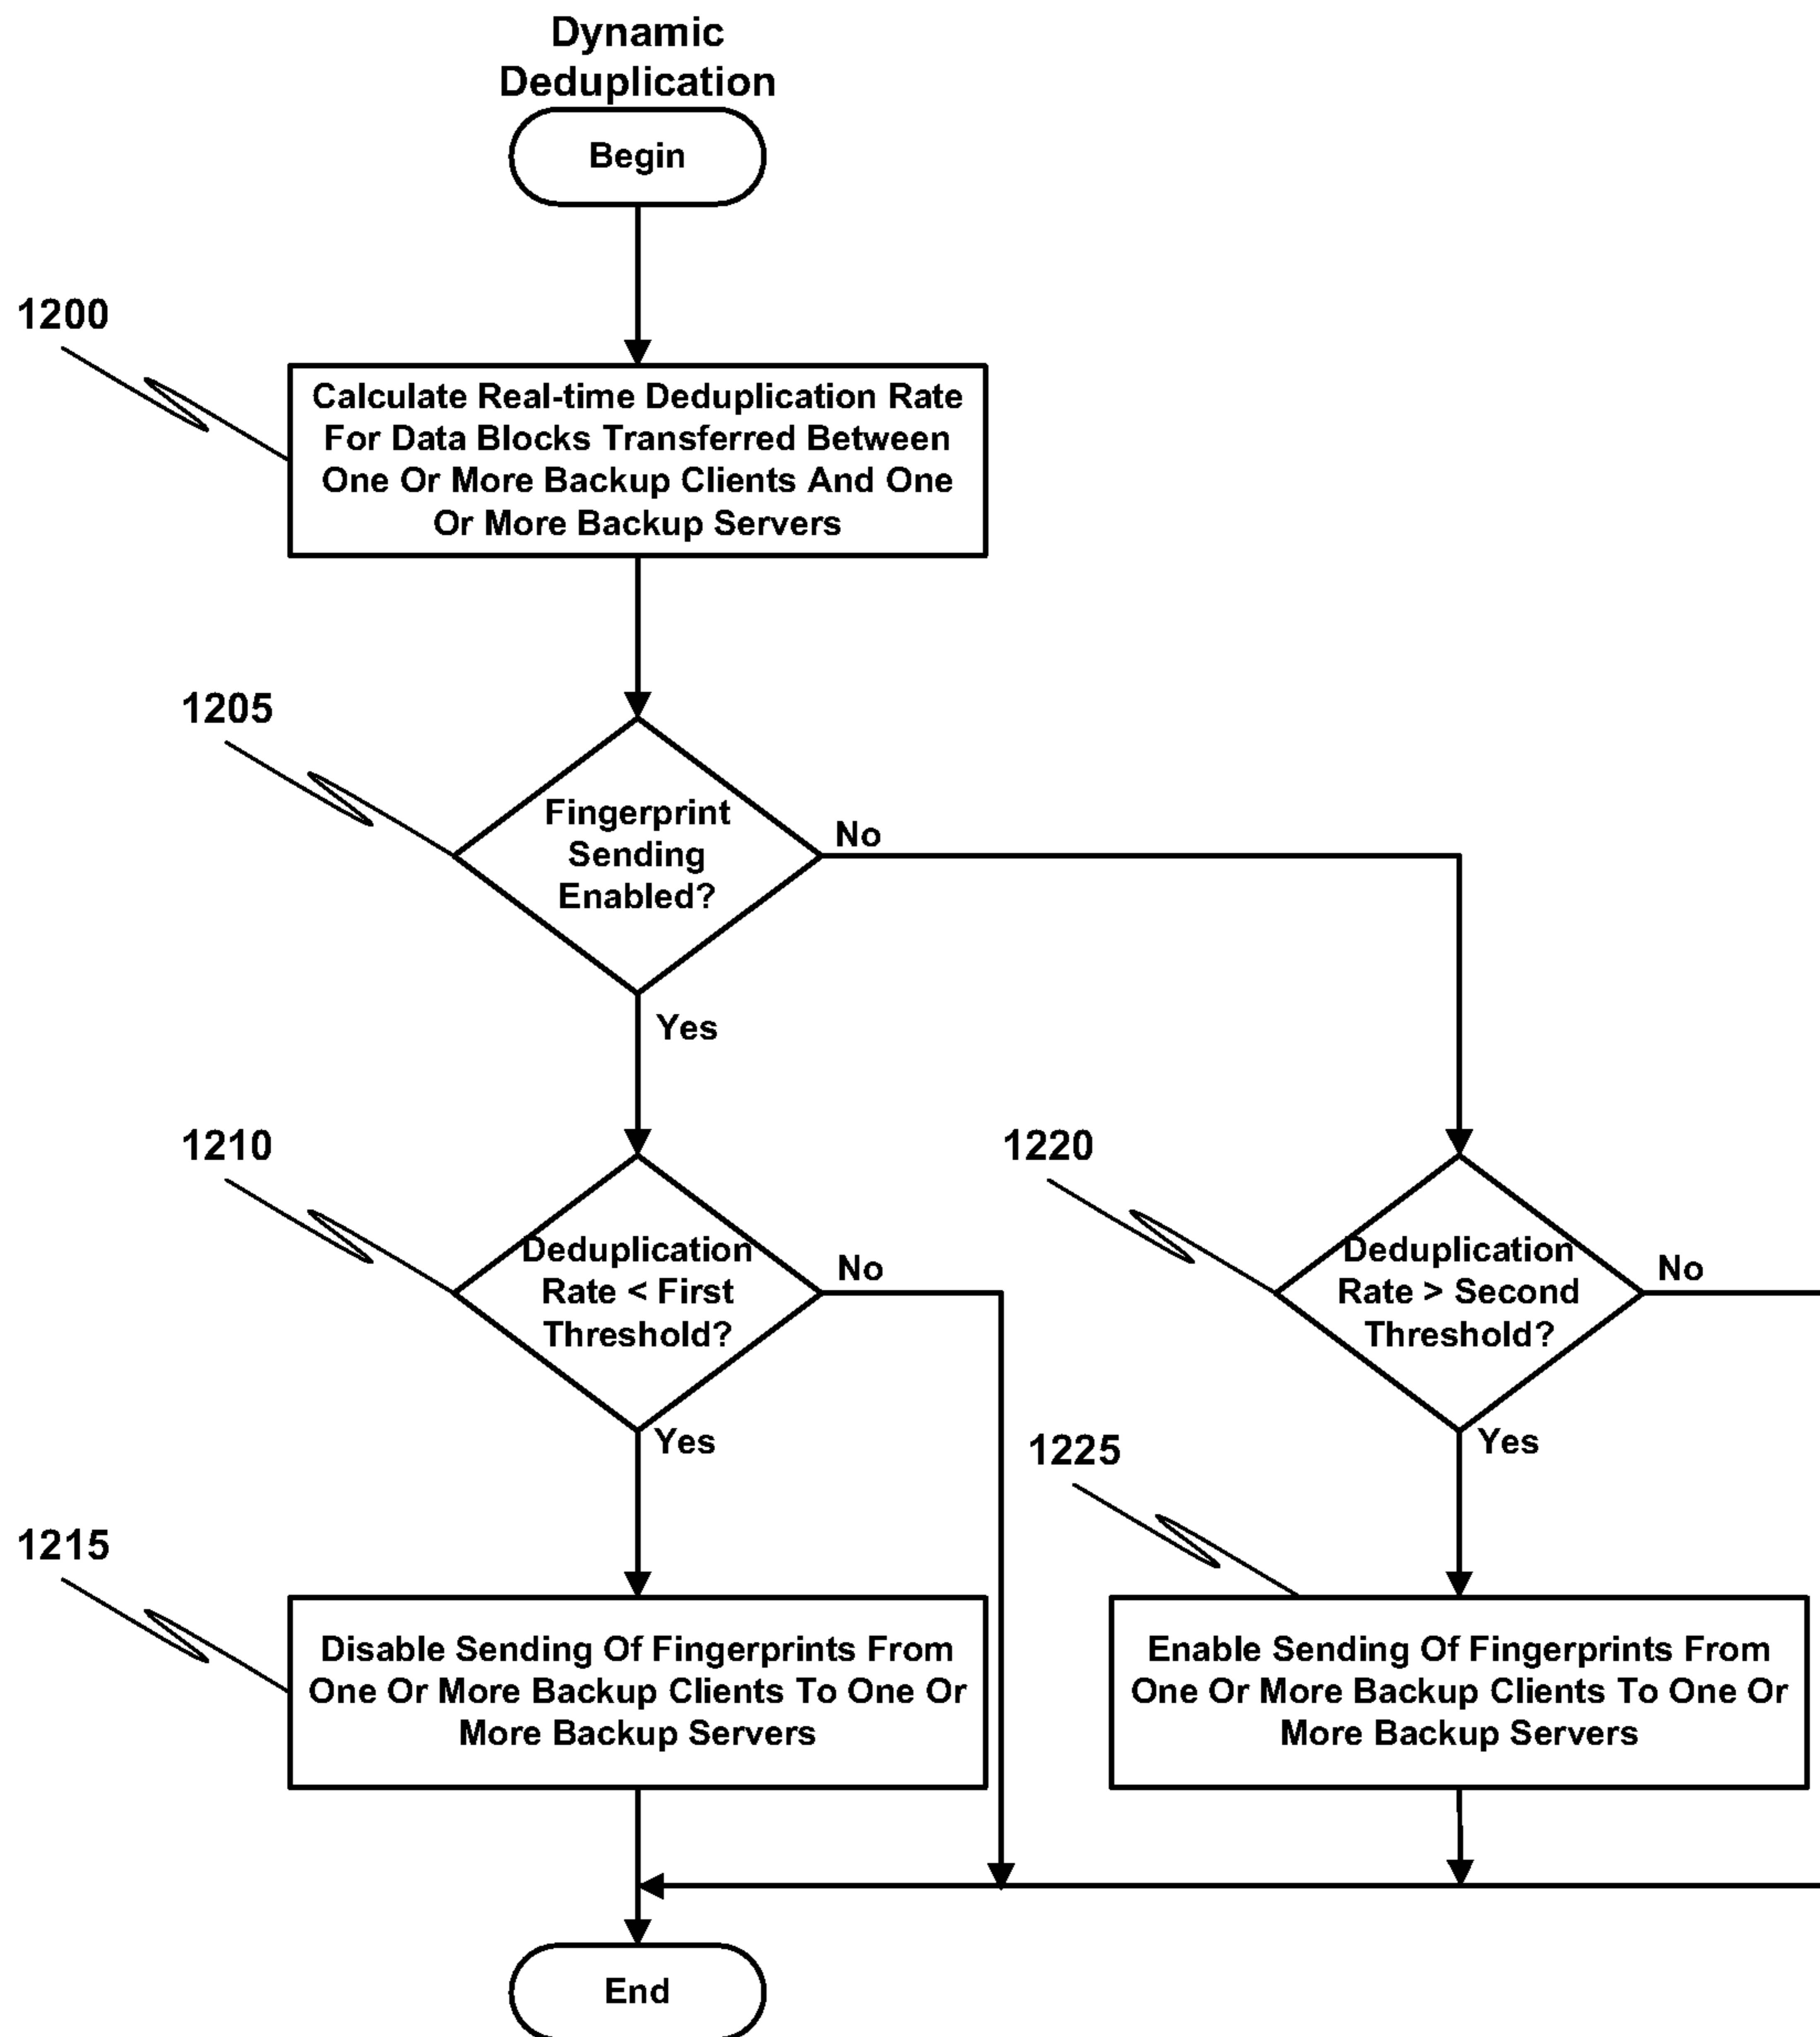 Dynamic
Deduplication
Begin
1200
Calculate Real-time Deduplication Rate
For Data Blocks Transferred Between
One Or More Backup Clients And One
Or More Backup Servers
1205
Fingerprint
Sending
Enabled?
No
Yes
1210
Deduplication
Rate < First
Threshold?
No
Yes
1220
Deduplication
Rate > Second
Threshold?
No
Yes
1215
Disable Sending Of Fingerprints From
One Or More Backup Clients To One Or
More Backup Servers
1225
Enable Sending Of Fingerprints From
One Or More Backup Clients To One Or
More Backup Servers
End